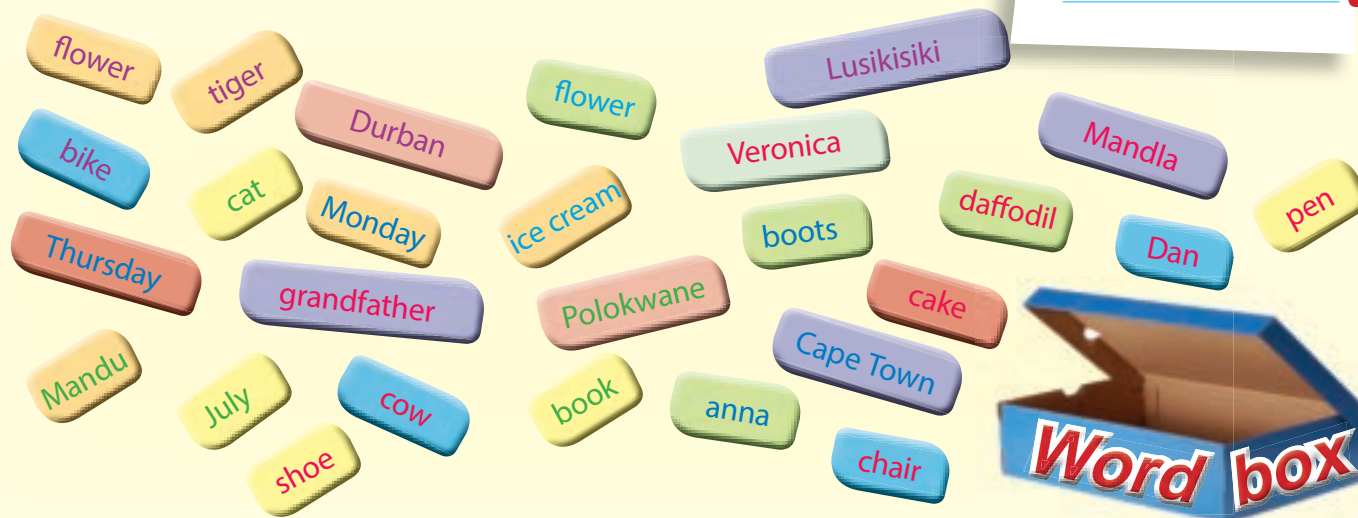 flower
tiger
Durban
flower
Lusikisiki
bike
cat
Monday
ice cream
Veronica
Mandla
boots
daffodil
Dan
pen
Thursday
grandfather
Polokwane
cake
Cape Town
Mandu
July
cow
shoe
book
anna
chair
Word box